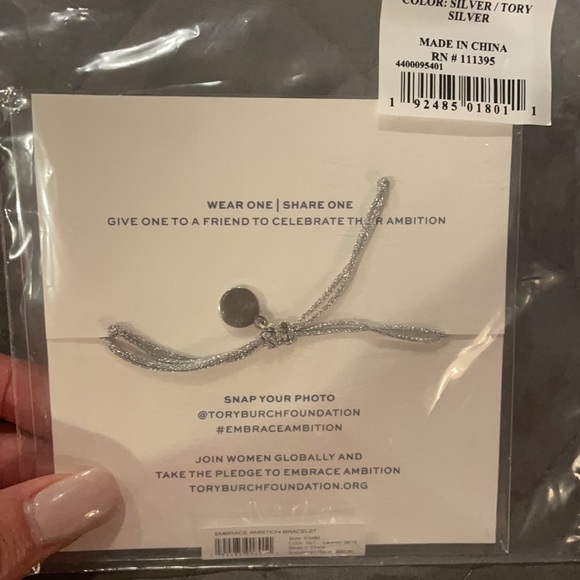 COLOR: SILVER / TORY
SILVER
MADE IN CHINA
RN # 111395
4400095401
1 92485 01801 1
WEAR ONE | SHARE ONE
GIVE ONE TO A FRIEND TO CELEBRATE THEIR AMBITION
SNAP YOUR PHOTO
@TORYBURCHFOUNDATION
#EMBRACEAMBITION
JOIN WOMEN GLOBALLY AND
TAKE THE PLEDGE TO EMBRACE AMBITION
TORYBURCHFOUNDATION.ORG
EMBRACE AMBITION BRACELET